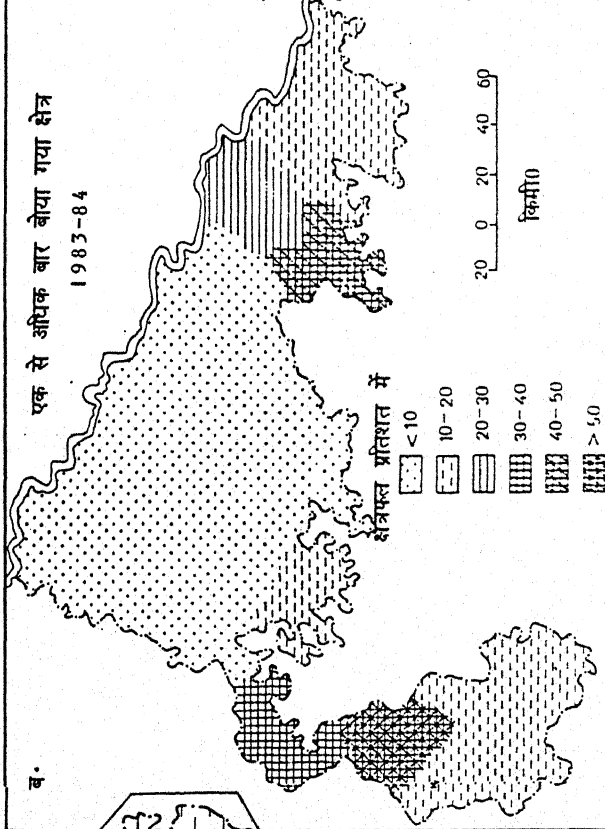 ब.
एक से अधिक बार बोया गया क्षेत्र
1983-84
क्षेत्रफल प्रतिशत में
<10
10-20
20-30
30-40
40-50
>50
20 0 20 40 60
किमी0